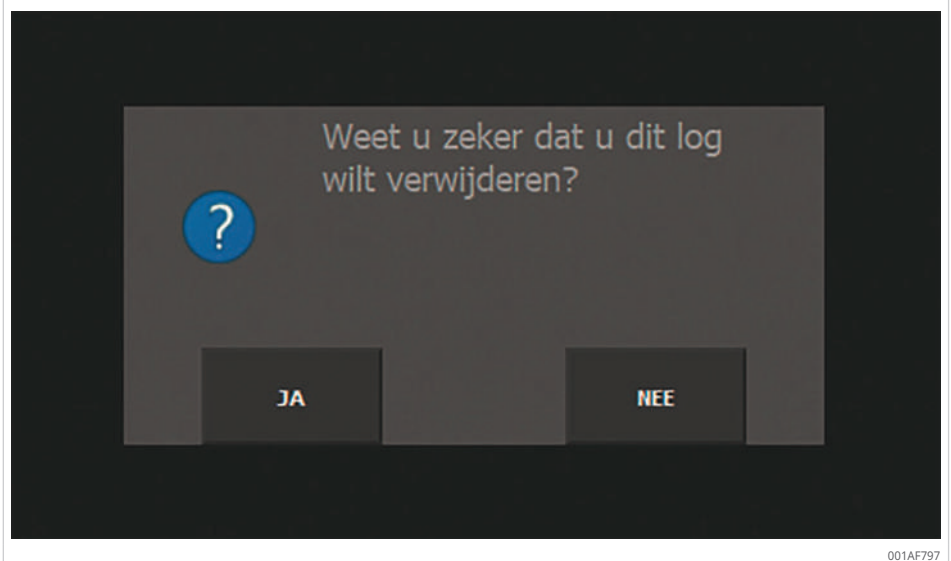 Weet u zeker dat u dit log
wilt verwijderen?
?
JA
NEE
001AF797